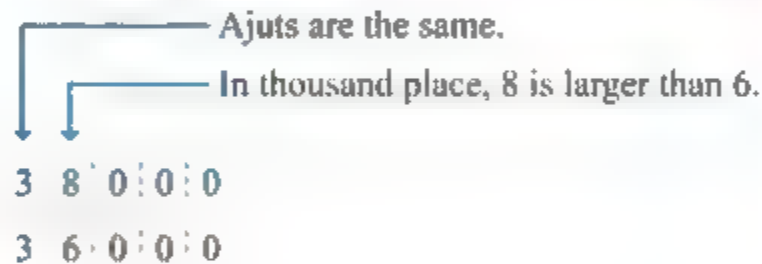 Ajuts are the same.
In thousand place, 8 is larger than 6.
3 8 0 0 0
3 6 0 0 0